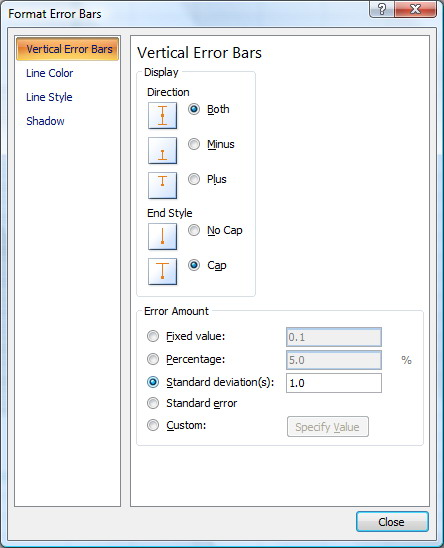 Format Error Bars
Vertical Error Bars
Line Color
Line Style
Shadow
Vertical Error Bars
Display
Direction
Both
Minus
Plus
End Style
No Cap
Cap
Error Amount
Fixed value: 0.1
Percentage: 5.0 %
Standard deviation(s): 1.0
Standard error
Custom: Specify Value
Close